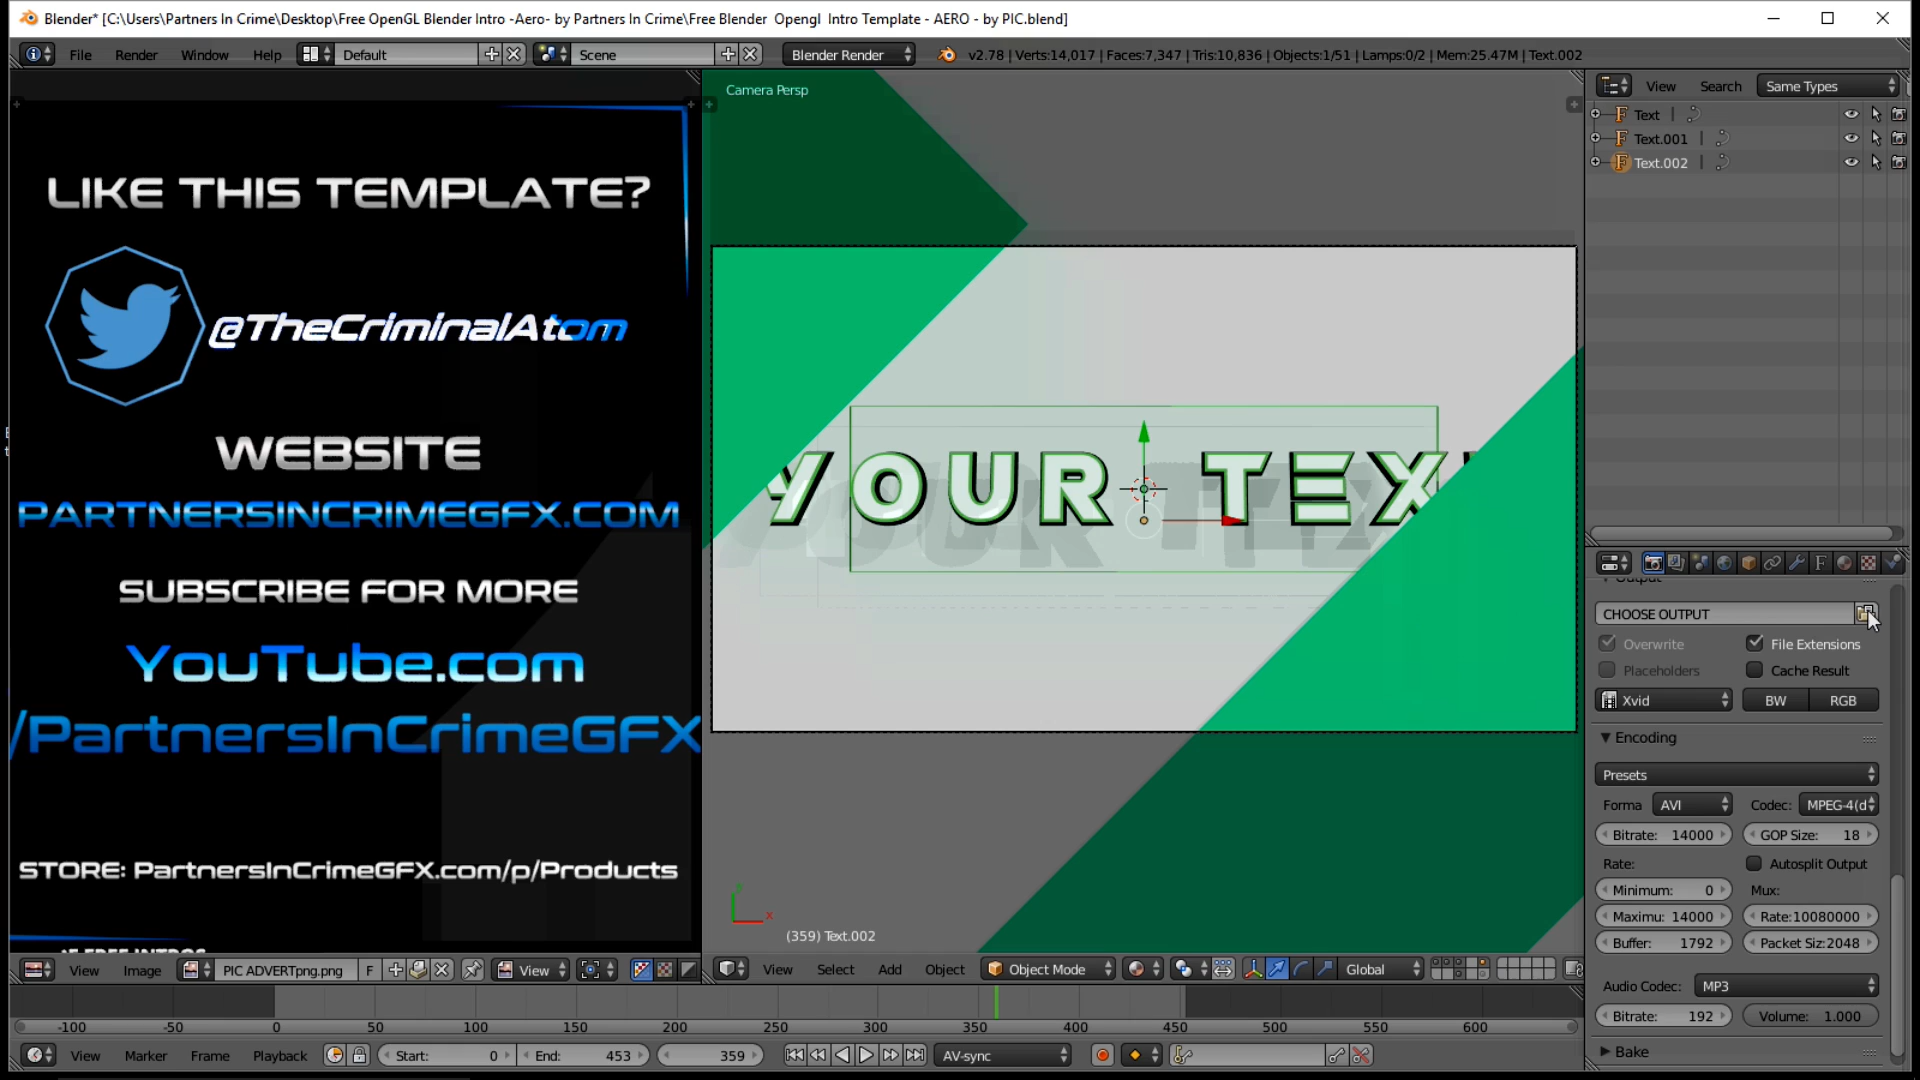 Blender* [C:\Users\Partners In Crime\Desktop\Free OpenGL Blender Intro -Aero- by Partners In Crime\Free Blender  Opengl  Intro Template - AERO - by PIC.blend]
File Render Window Help Default Scene Blender Render v2.78 | Verts:14,017 | Faces:7,347 | Tris:10,836 | Objects:1/51 | Lamps:0/2 | Mem:25.47M | Text.002
LIKE THIS TEMPLATE?
@TheCriminalAtom
WEBSITE
PARTNERSINCRIMEGFX.COM
SUBSCRIBE FOR MORE
YouTube.com
/PartnersInCrimeGFX
STORE: PartnersInCrimeGFX.com/p/Products
View Image PIC ADVERTpng.png F View
Camera Persp
YOUR TEX
(359) Text.002
View Select Add Object Object Mode Global
View Search Same Types
Text
Text.001
Text.002
Output
CHOOSE OUTPUT
Overwrite File Extensions
Placeholders Cache Result
Xvid BW RGB
Encoding
Presets
Forma AVI Codec: MPEG-4(d
Bitrate: 14000 GOP Size: 18
Rate: Autosplit Output
Minimum: 0 Mux:
Maximu: 14000 Rate:10080000
Buffer: 1792 Packet Siz:2048
Audio Codec: MP3
Bitrate: 192 Volume: 1.000
Bake
-100 -50 0 50 100 150 200 250 300 350 400 450 500 550 600
View Marker Frame Playback Start: 0 End: 453 359 AV-sync